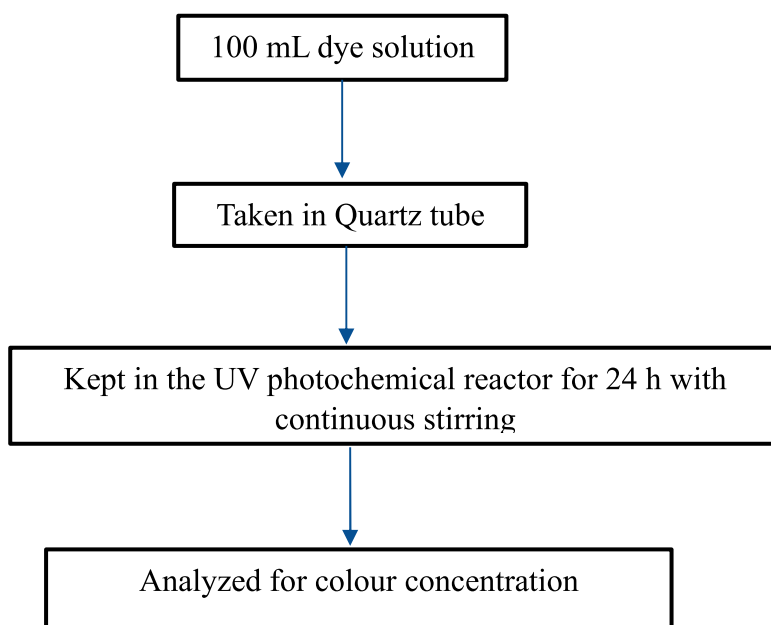 100 mL dye solution
Taken in Quartz tube
Kept in the UV photochemical reactor for 24 h with
continuous stirring
Analyzed for colour concentration